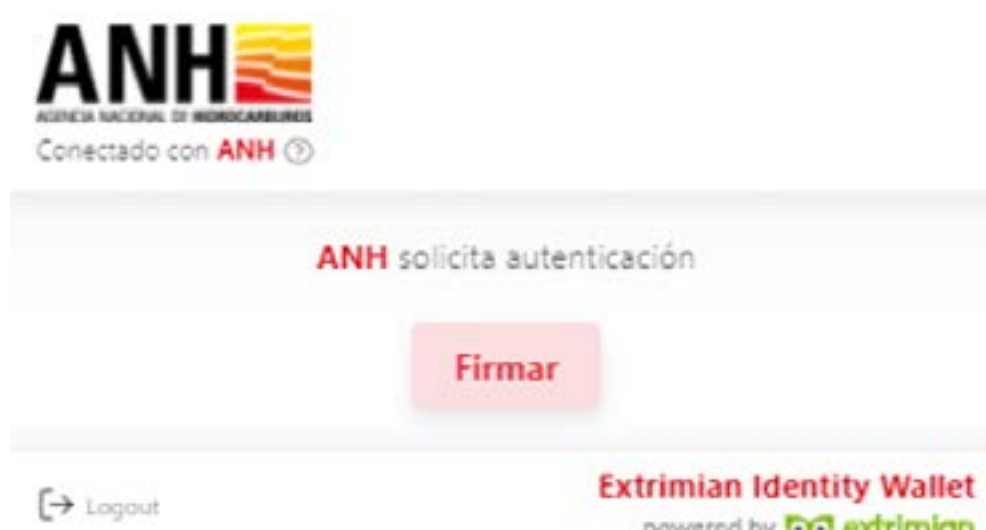 ANH
AGENCIA NACIONAL DE HIDROCARBUROS
Conectado con ANH ?
ANH solicita autenticación
Firmar
Logout
Extrimian Identity Wallet
powered by extrimian